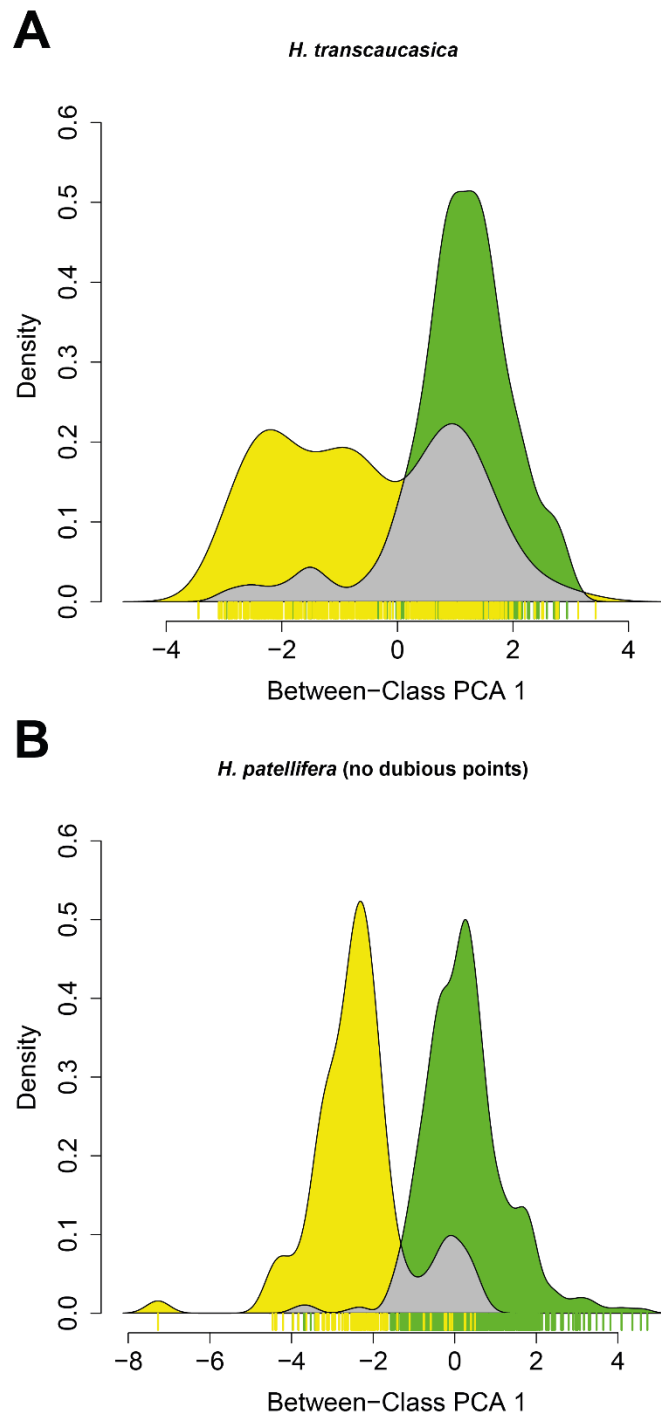 A
H. transcaucasica
0.6
0.5
0.4
0.3
0.2
0.1
0.0
Density
−4 −2 0 2 4
Between−Class PCA 1
B
H. patellifera (no dubious points)
0.6
0.5
0.4
0.3
0.2
0.1
0.0
Density
−8 −6 −4 −2 0 2 4
Between−Class PCA 1